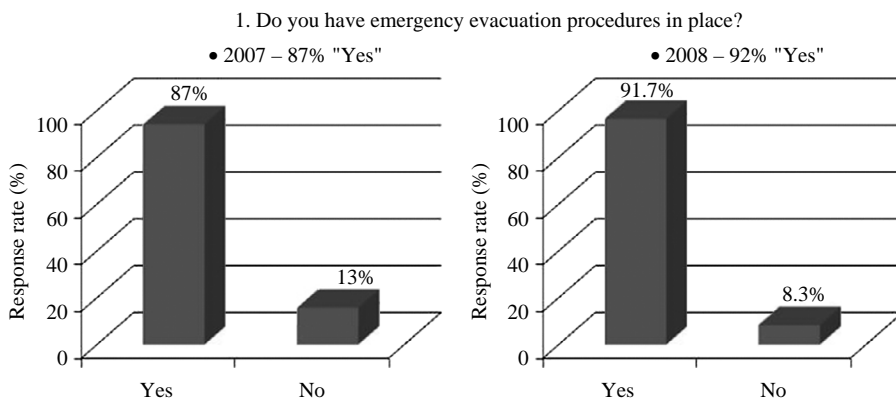 1. Do you have emergency evacuation procedures in place?
• 2007 – 87% "Yes"
87%
13%
100
80
60
40
20
0
Response rate (%)
Yes
No
• 2008 – 92% "Yes"
91.7%
8.3%
100
80
60
40
20
0
Response rate (%)
Yes
No